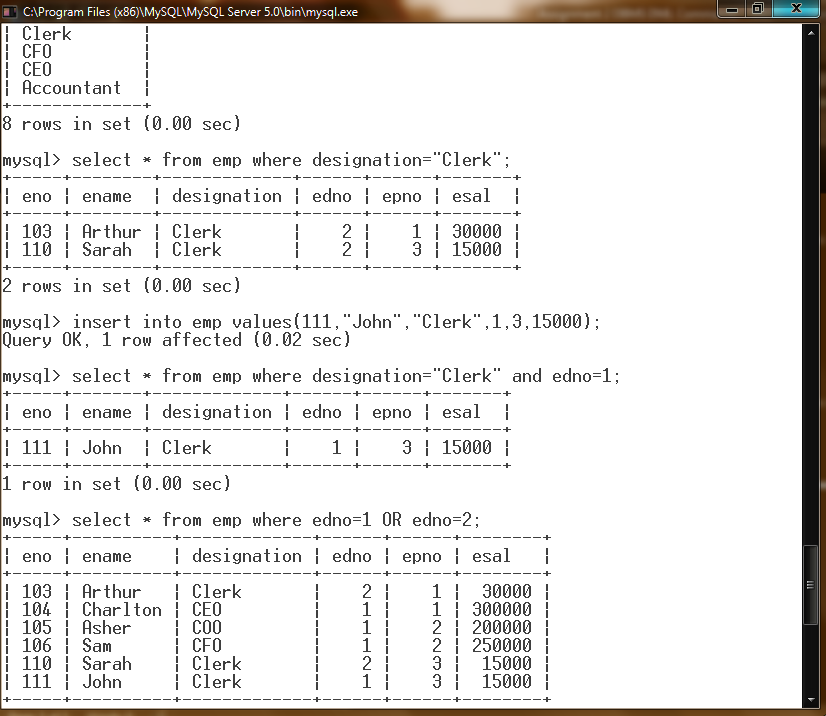 C:\Program Files (x86)\MySQL\MySQL Server 5.0\bin\mysql.exe
| Clerk        |
| CFO          |
| CEO          |
| Accountant   |
+--------------+
8 rows in set (0.00 sec)
mysql> select * from emp where designation="Clerk";
+-----+--------+-------------+------+------+-------+
| eno | ename  | designation | edno | epno | esal  |
+-----+--------+-------------+------+------+-------+
| 103 | Arthur | Clerk       |    2 |    1 | 30000 |
| 110 | Sarah  | Clerk       |    2 |    3 | 15000 |
+-----+--------+-------------+------+------+-------+
2 rows in set (0.00 sec)
mysql> insert into emp values(111,"John","Clerk",1,3,15000);
Query OK, 1 row affected (0.02 sec)
mysql> select * from emp where designation="Clerk" and edno=1;
+-----+-------+-------------+------+------+-------+
| eno | ename | designation | edno | epno | esal  |
+-----+-------+-------------+------+------+-------+
| 111 | John  | Clerk       |    1 |    3 | 15000 |
+-----+-------+-------------+------+------+-------+
1 row in set (0.00 sec)
mysql> select * from emp where edno=1 OR edno=2;
+-----+----------+-------------+------+------+--------+
| eno | ename    | designation | edno | epno | esal   |
+-----+----------+-------------+------+------+--------+
| 103 | Arthur   | Clerk       |    2 |    1 |  30000 |
| 104 | Charlton | CEO         |    1 |    1 | 300000 |
| 105 | Asher    | COO         |    1 |    2 | 200000 |
| 106 | Sam      | CFO         |    1 |    2 | 250000 |
| 110 | Sarah    | Clerk       |    2 |    3 |  15000 |
| 111 | John     | Clerk       |    1 |    3 |  15000 |
+-----+----------+-------------+------+------+--------+